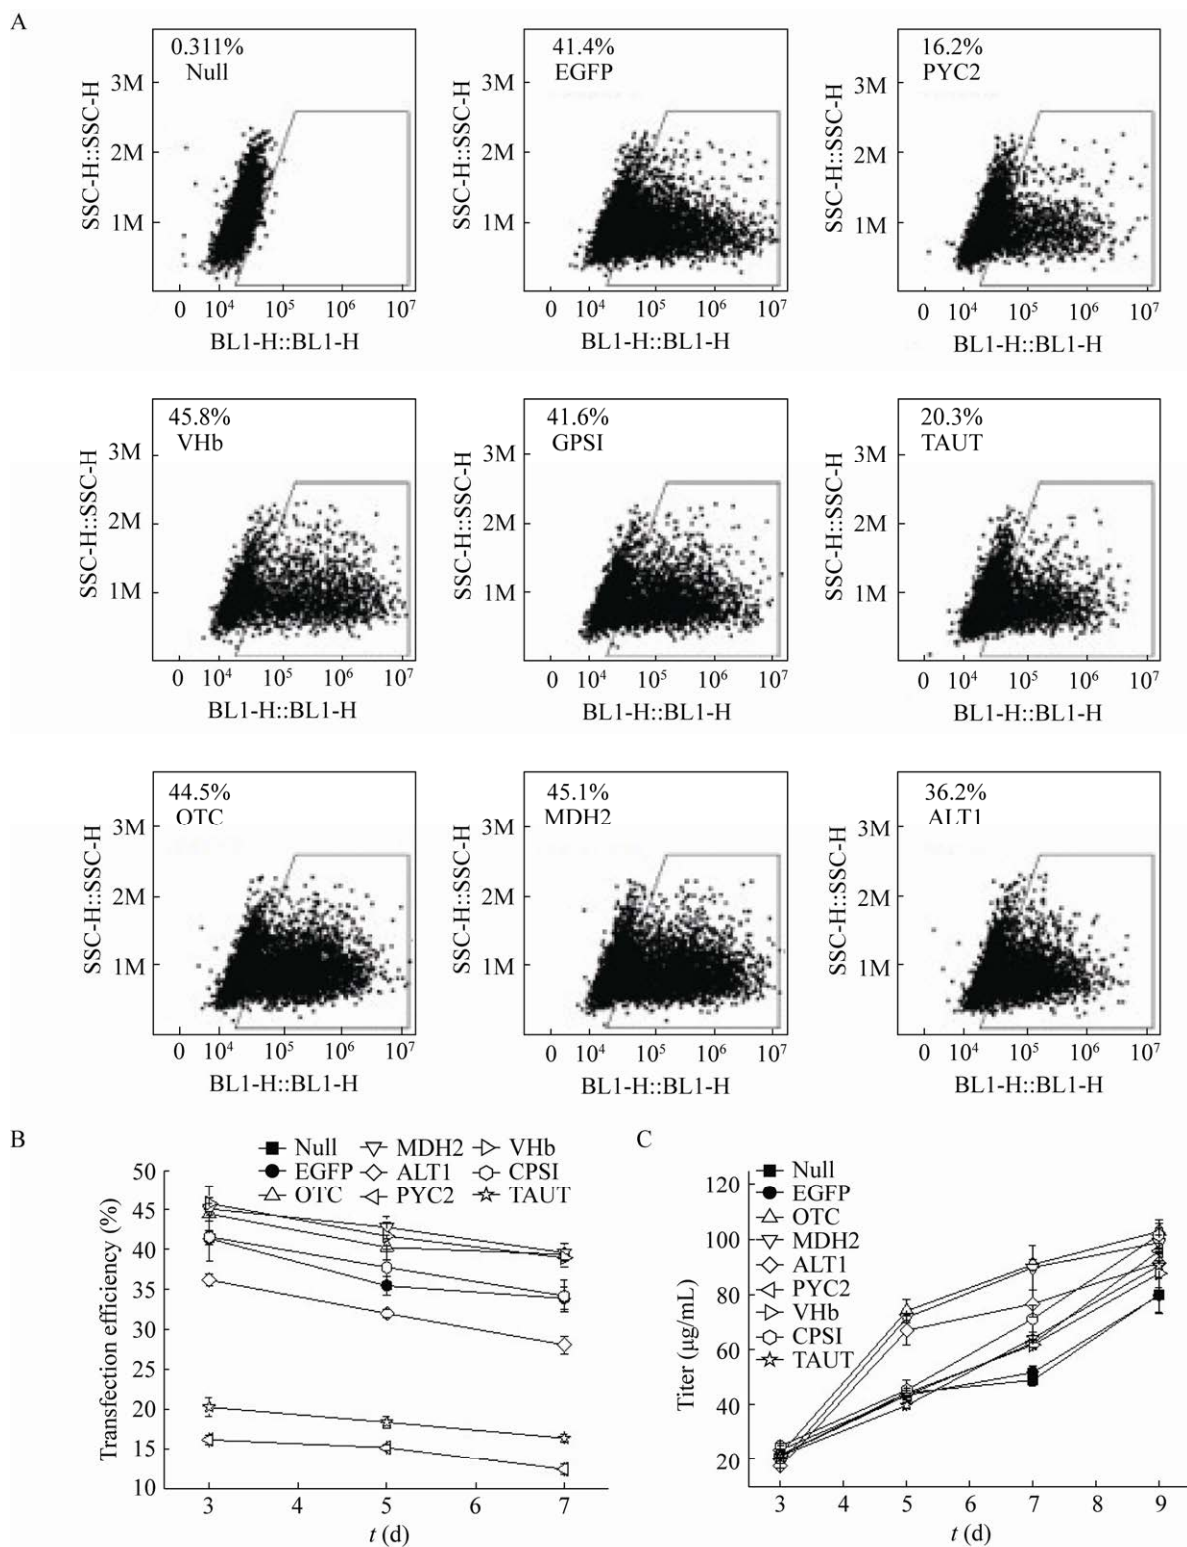 A
0.311%
Null
3M
2M
1M
SSC-H::SSC-H
0 10⁴ 10⁵ 10⁶ 10⁷
BL1-H::BL1-H
41.4%
EGFP
3M
2M
1M
SSC-H::SSC-H
0 10⁴ 10⁵ 10⁶ 10⁷
BL1-H::BL1-H
16.2%
PYC2
3M
2M
1M
SSC-H::SSC-H
0 10⁴ 10⁵ 10⁶ 10⁷
BL1-H::BL1-H
45.8%
VHb
3M
2M
1M
SSC-H::SSC-H
0 10⁴ 10⁵ 10⁶ 10⁷
BL1-H::BL1-H
41.6%
GPSI
3M
2M
1M
SSC-H::SSC-H
0 10⁴ 10⁵ 10⁶ 10⁷
BL1-H::BL1-H
20.3%
TAUT
3M
2M
1M
SSC-H::SSC-H
0 10⁴ 10⁵ 10⁶ 10⁷
BL1-H::BL1-H
44.5%
OTC
3M
2M
1M
SSC-H::SSC-H
0 10⁴ 10⁵ 10⁶ 10⁷
BL1-H::BL1-H
45.1%
MDH2
3M
2M
1M
SSC-H::SSC-H
0 10⁴ 10⁵ 10⁶ 10⁷
BL1-H::BL1-H
36.2%
ALT1
3M
2M
1M
SSC-H::SSC-H
0 10⁴ 10⁵ 10⁶ 10⁷
BL1-H::BL1-H
B
Null MDH2 VHb
EGFP ALT1 CPSI
OTC PYC2 TAUT
50
45
40
35
30
25
20
15
10
Transfection efficiency (%)
3 4 5 6 7
t (d)
C
Null
EGFP
OTC
MDH2
ALT1
PYC2
VHb
CPSI
TAUT
120
100
80
60
40
20
Titer (μg/mL)
3 4 5 6 7 8 9
t (d)